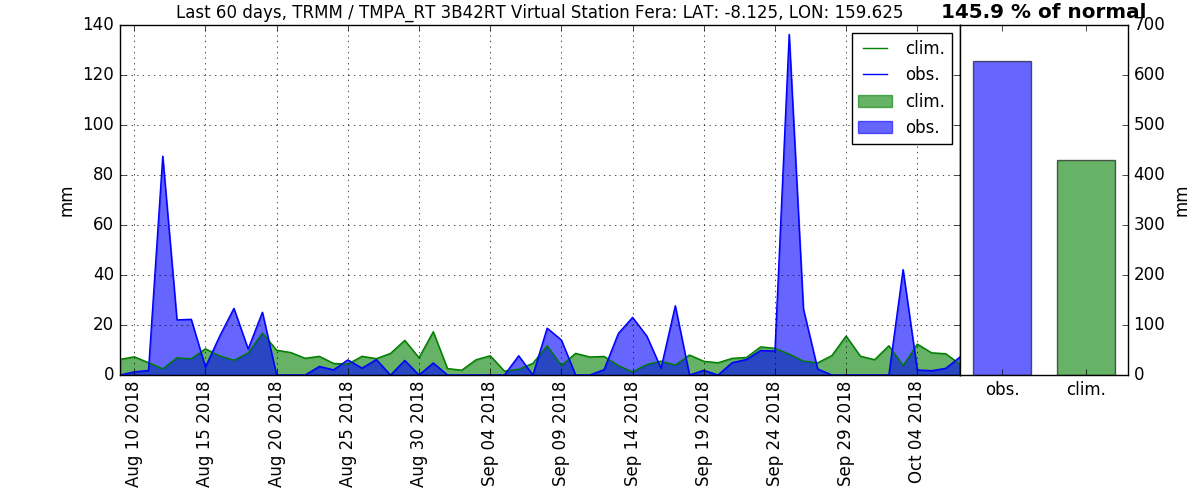 Last 60 days, TRMM / TMPA_RT 3B42RT Virtual Station Fera: LAT: -8.125, LON: 159.625
145.9 % of normal
140
120
100
80
60
40
20
0
mm
clim.
obs.
clim.
obs.
700
600
500
400
300
200
100
0
mm
obs.
clim.
Aug 10 2018
Aug 15 2018
Aug 20 2018
Aug 25 2018
Aug 30 2018
Sep 04 2018
Sep 09 2018
Sep 14 2018
Sep 19 2018
Sep 24 2018
Sep 29 2018
Oct 04 2018